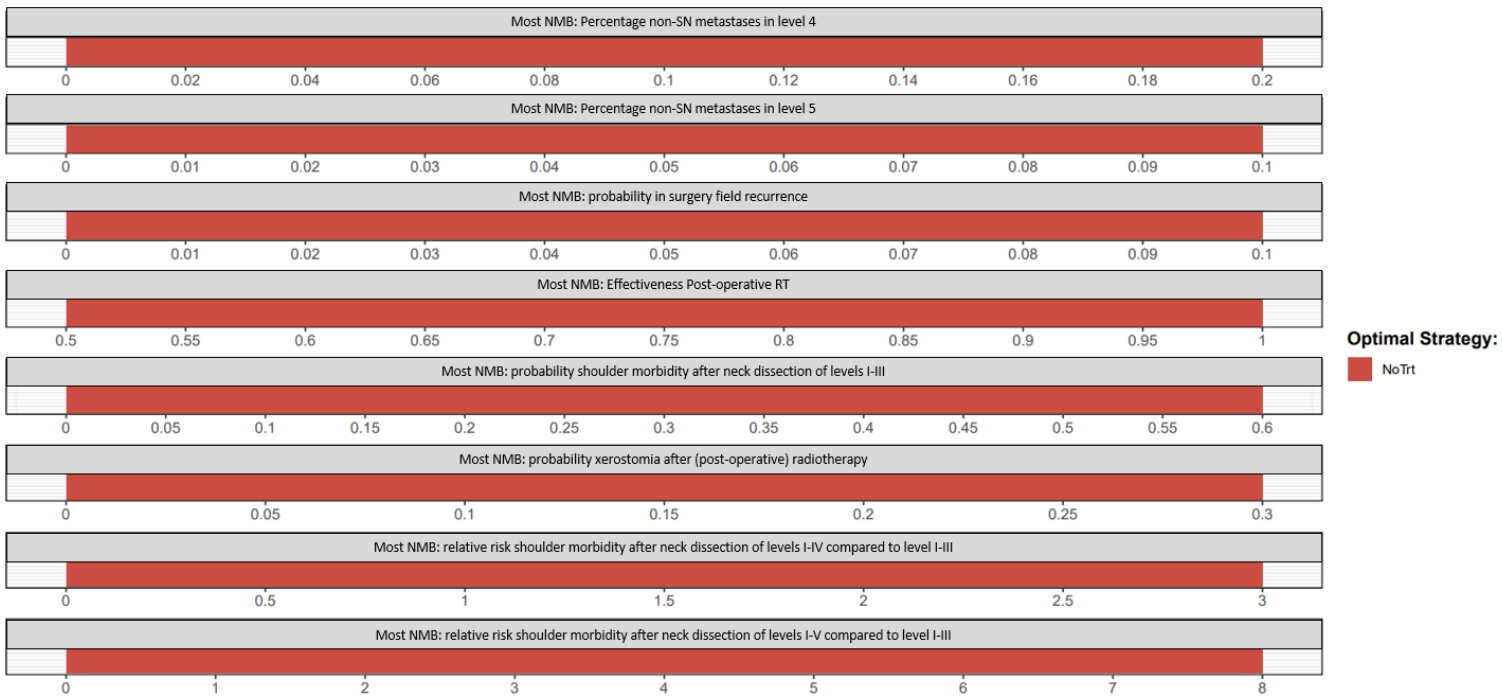 Most NMB: Percentage non-SN metastases in level 4
0 0.02 0.04 0.06 0.08 0.1 0.12 0.14 0.16 0.18 0.2
Most NMB: Percentage non-SN metastases in level 5
0 0.01 0.02 0.03 0.04 0.05 0.06 0.07 0.08 0.09 0.1
Most NMB: probability in surgery field recurrence
0 0.01 0.02 0.03 0.04 0.05 0.06 0.07 0.08 0.09 0.1
Most NMB: Effectiveness Post-operative RT
0.5 0.55 0.6 0.65 0.7 0.75 0.8 0.85 0.9 0.95 1
Most NMB: probability shoulder morbidity after neck dissection of levels I-III
0 0.05 0.1 0.15 0.2 0.25 0.3 0.35 0.4 0.45 0.5 0.55 0.6
Most NMB: probability xerostomia after (post-operative) radiotherapy
0 0.05 0.1 0.15 0.2 0.25 0.3
Most NMB: relative risk shoulder morbidity after neck dissection of levels I-IV compared to level I-III
0 0.5 1 1.5 2 2.5 3
Most NMB: relative risk shoulder morbidity after neck dissection of levels I-V compared to level I-III
0 1 2 3 4 5 6 7 8
Optimal Strategy:
NoTrt